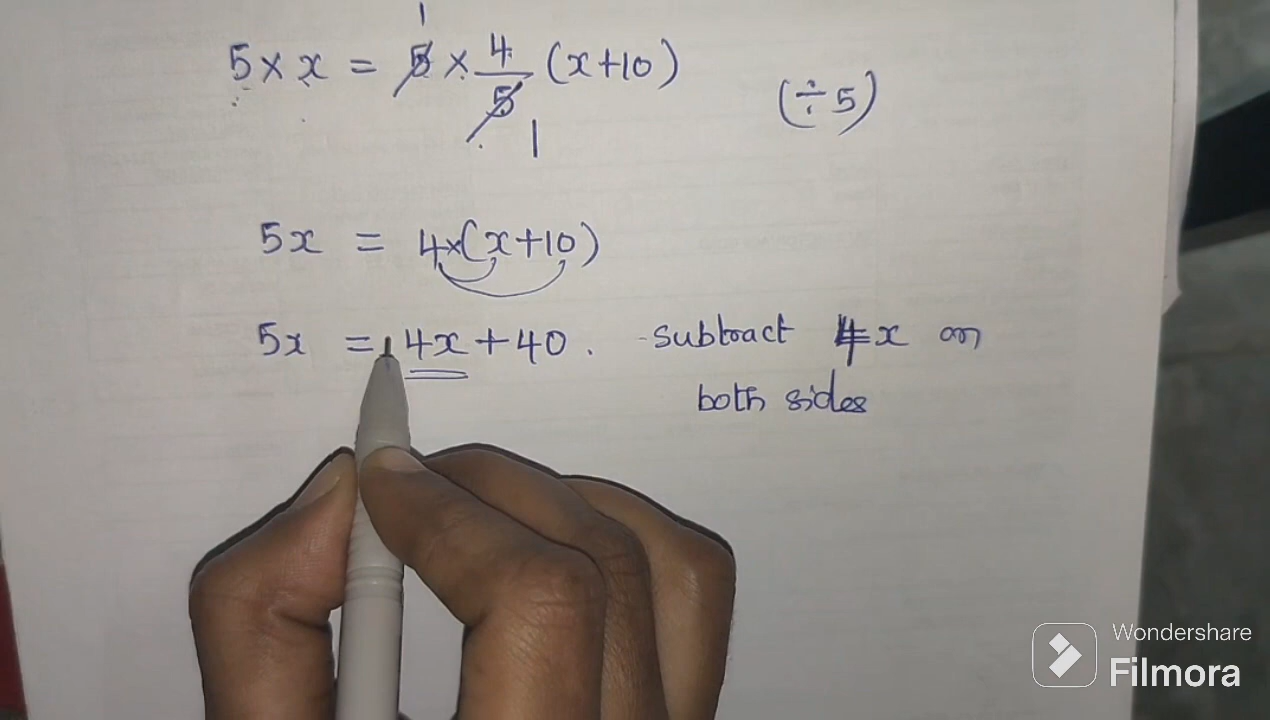 1
5 × x = 5 × 4/5 (x+10) (÷5)
1
5x = 4×(x+10)
5x = 4x + 40 . - subtract 4x on
both sides
Wondershare
Filmora